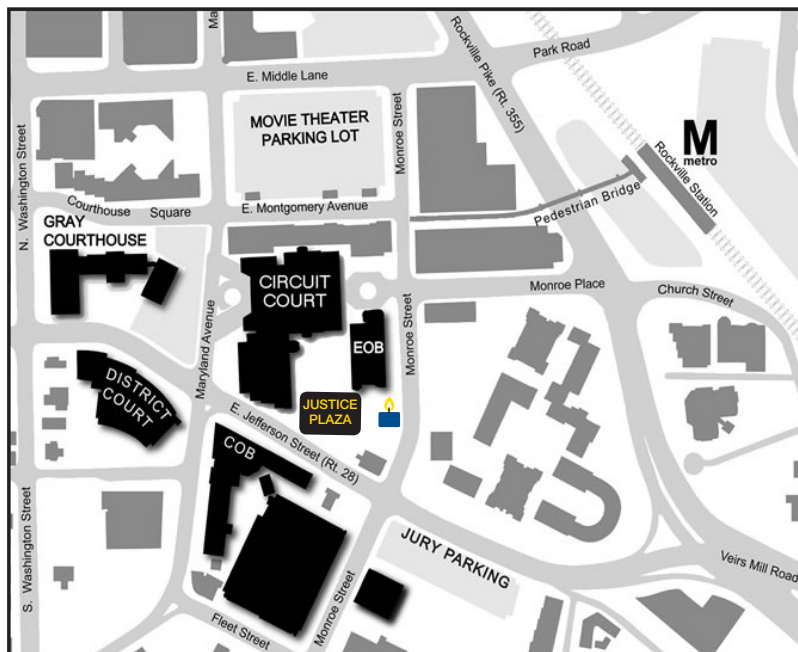 Ma
Park Road
E. Middle Lane
Rockville Pike (Rt. 355)
MOVIE THEATER
PARKING LOT
Monroe Street
N. Washington Street
M
metro
Rockville Station
Courthouse Square
E. Montgomery Avenue
Pedestrian Bridge
GRAY
COURTHOUSE
CIRCUIT
COURT
Monroe Place
Church Street
Maryland Avenue
EOB
Monroe Street
DISTRICT
COURT
JUSTICE
PLAZA
E. Jefferson Street (Rt. 28)
COB
JURY PARKING
Veirs Mill Road
S. Washington Street
Monroe Street
Fleet Street